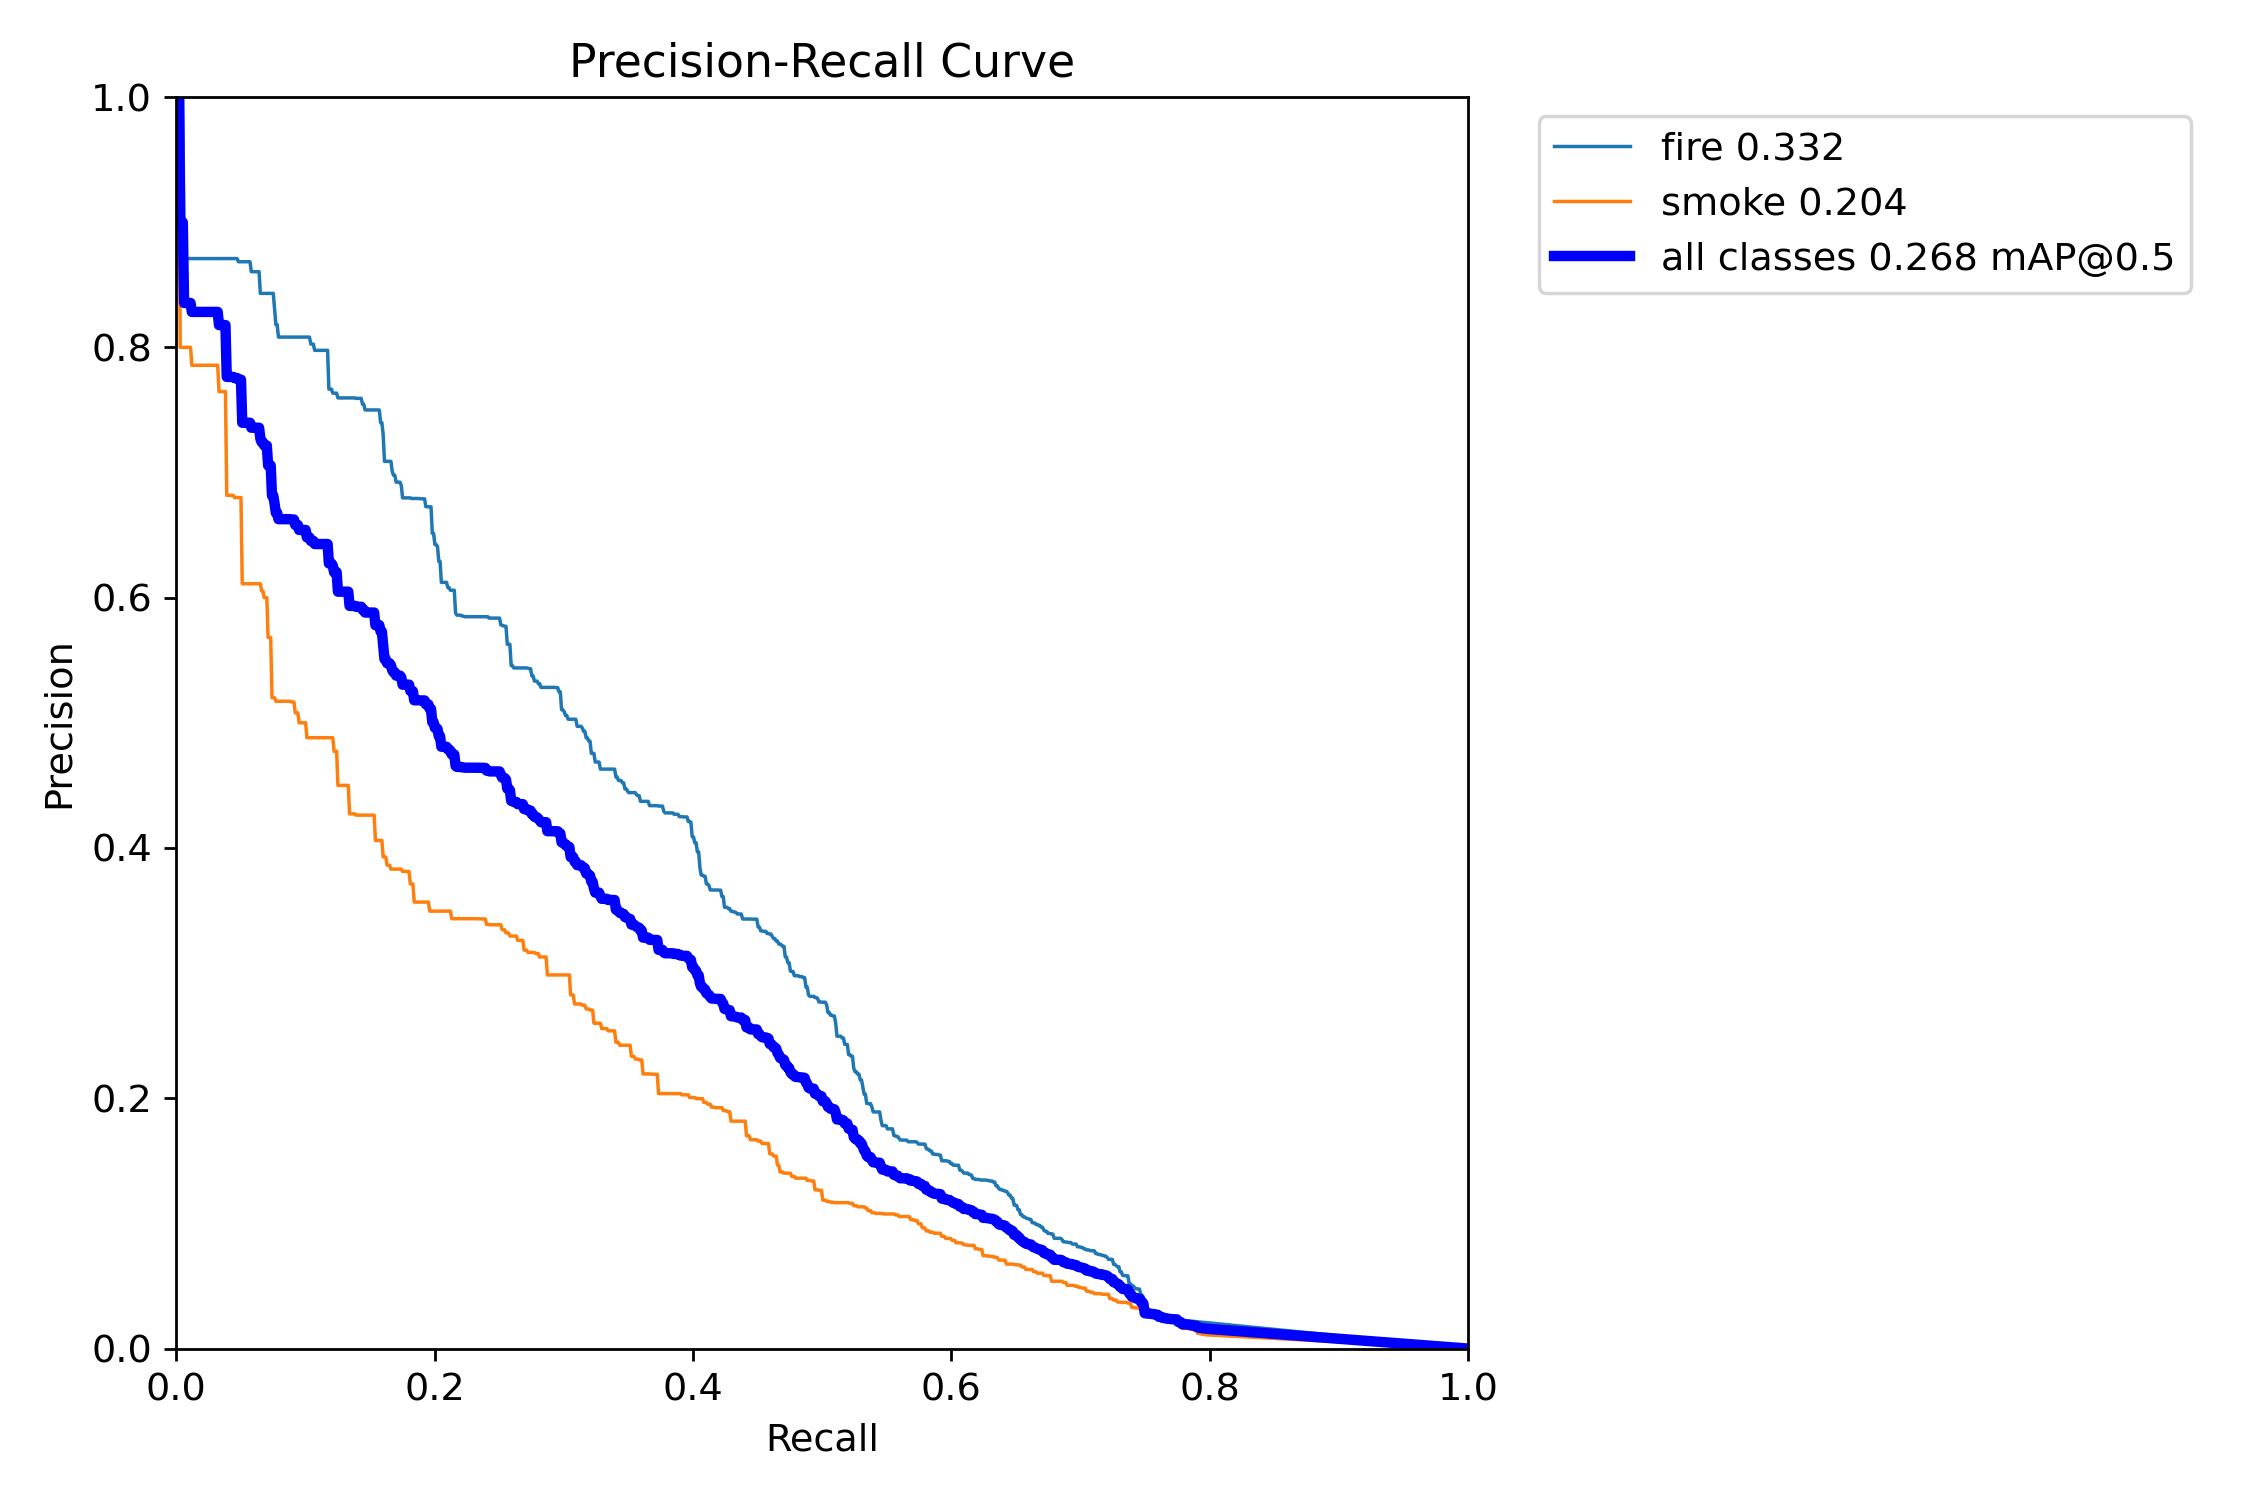 Precision-Recall Curve
fire 0.332
smoke 0.204
all classes 0.268 mAP@0.5
Precision
1.0
0.8
0.6
0.4
0.2
0.0
0.0 0.2 0.4 0.6 0.8 1.0
Recall